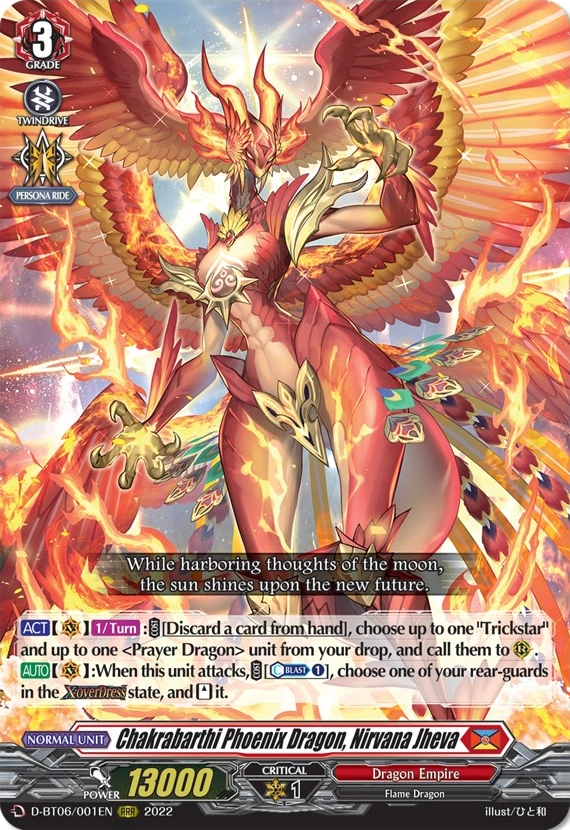 3
GRADE
TWINDRIVE
PERSONA RIDE
While harboring thoughts of the moon,
the sun shines upon the new future.
ACT【 】1/Turn :COST[Discard a card from hand], choose up to one "Trickstar"
and up to one <Prayer Dragon> unit from your drop, and call them to R.
AUTO【 】:When this unit attacks,COST[C BLAST 1], choose one of your rear-guards
in the X-overDress state, and it.
NORMAL UNIT Chakrabarthi Phoenix Dragon, Nirvana Jheva
POWER 13000 CRITICAL 1 Dragon Empire
Flame Dragon
D-BT06/001EN RRR 2022 illust/ひと和